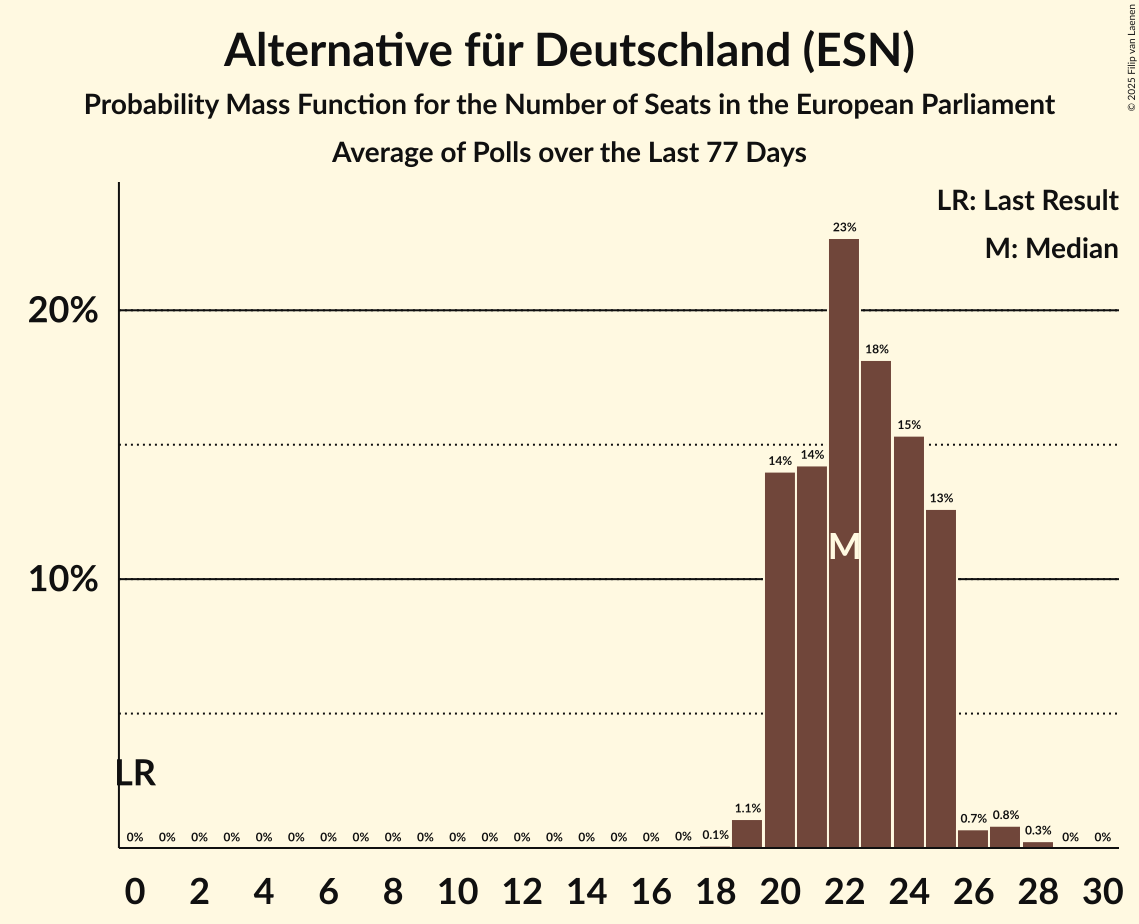 Alternative für Deutschland (ESN)
Probability Mass Function for the Number of Seats in the European Parliament
Average of Polls over the Last 77 Days
© 2025 Filip van Laenen
LR: Last Result
M: Median
23%
20%
18%
15%
14% 14%
13%
M
10%
LR
0% 0% 0% 0% 0% 0% 0% 0% 0% 0% 0% 0% 0% 0% 0% 0% 0% 0% 0.1% 1.1% 0.7% 0.8% 0.3% 0% 0%
0 2 4 6 8 10 12 14 16 18 20 22 24 26 28 30